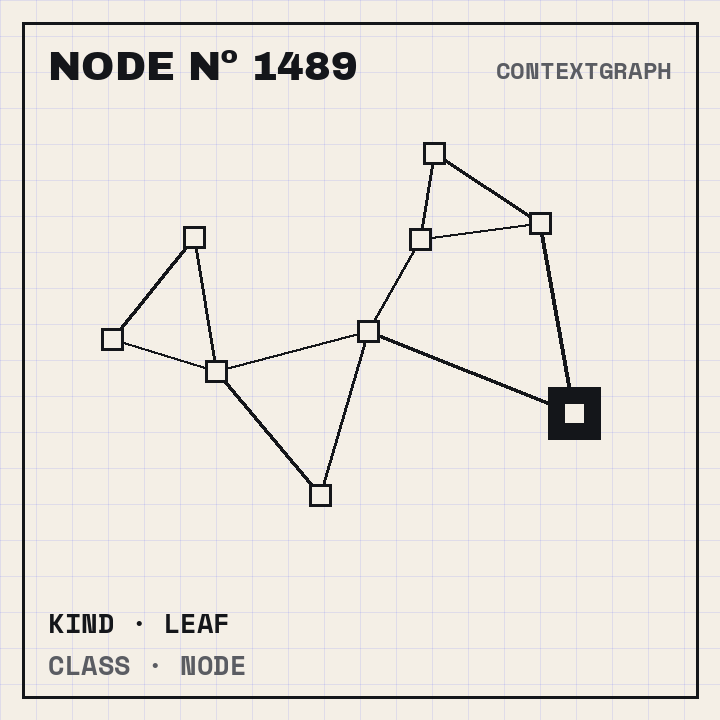 NODE Nº 1489
CONTEXTGRAPH
KIND · LEAF
CLASS · NODE